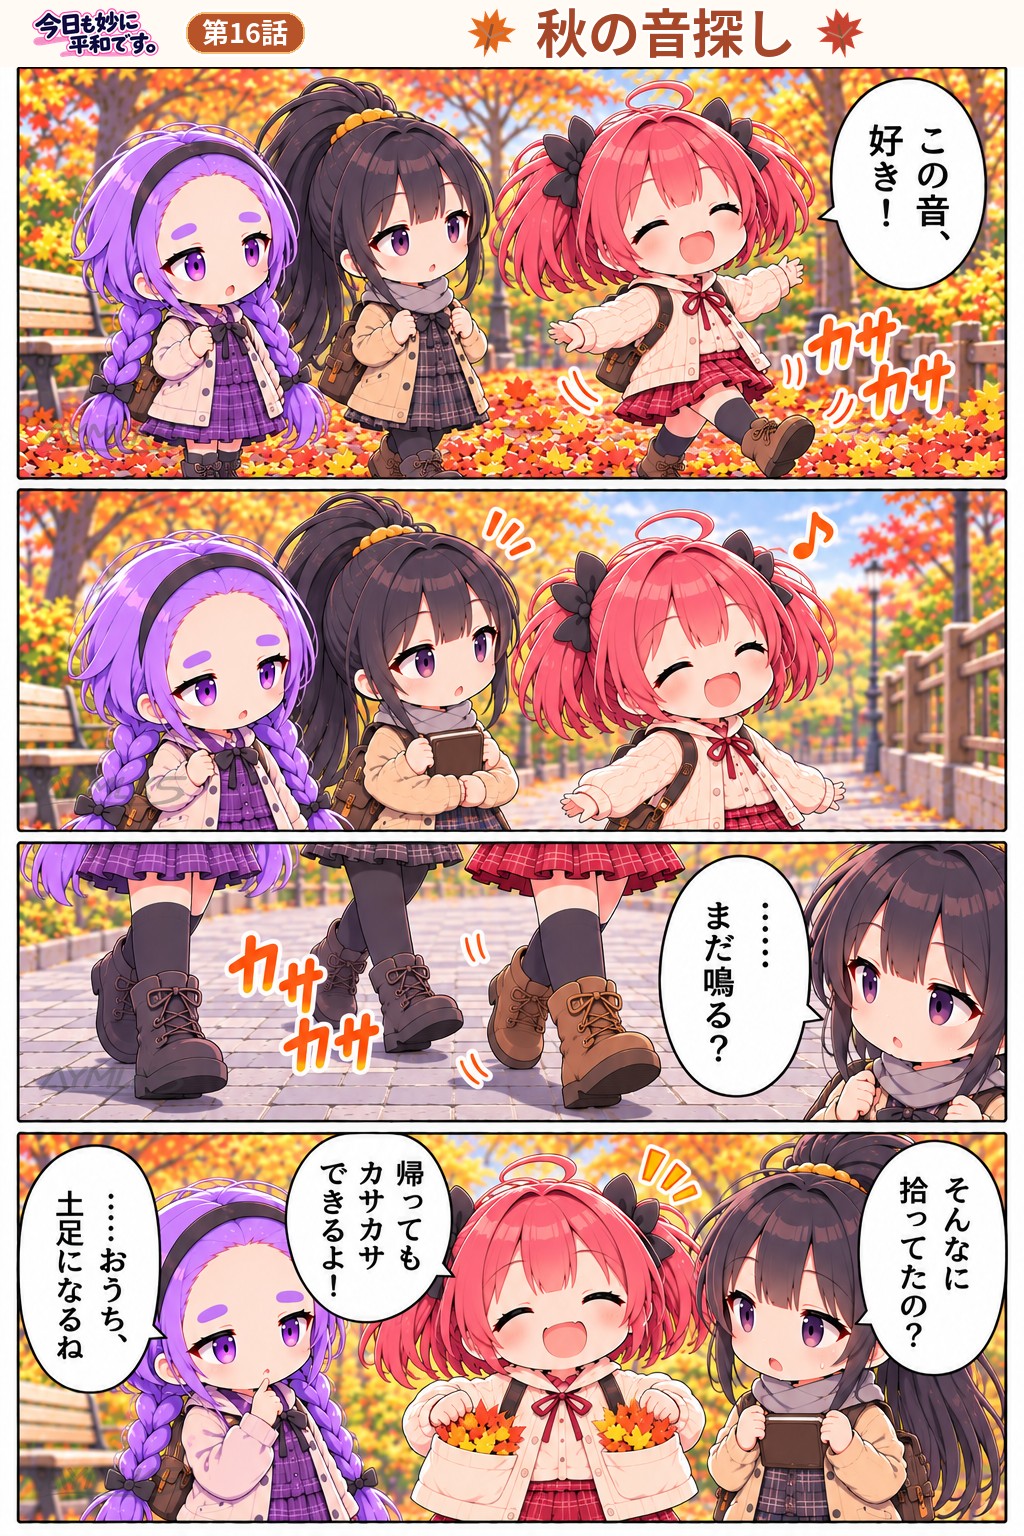 今日も妙に
平和です。
第16話
秋の音探し
この音、
好き！
カサ
カサ
……
まだ鳴る？
カサ
カサ
そんなに
拾ってたの？
帰っても
カサカサ
できるよ！
……おうち、
土足になるね